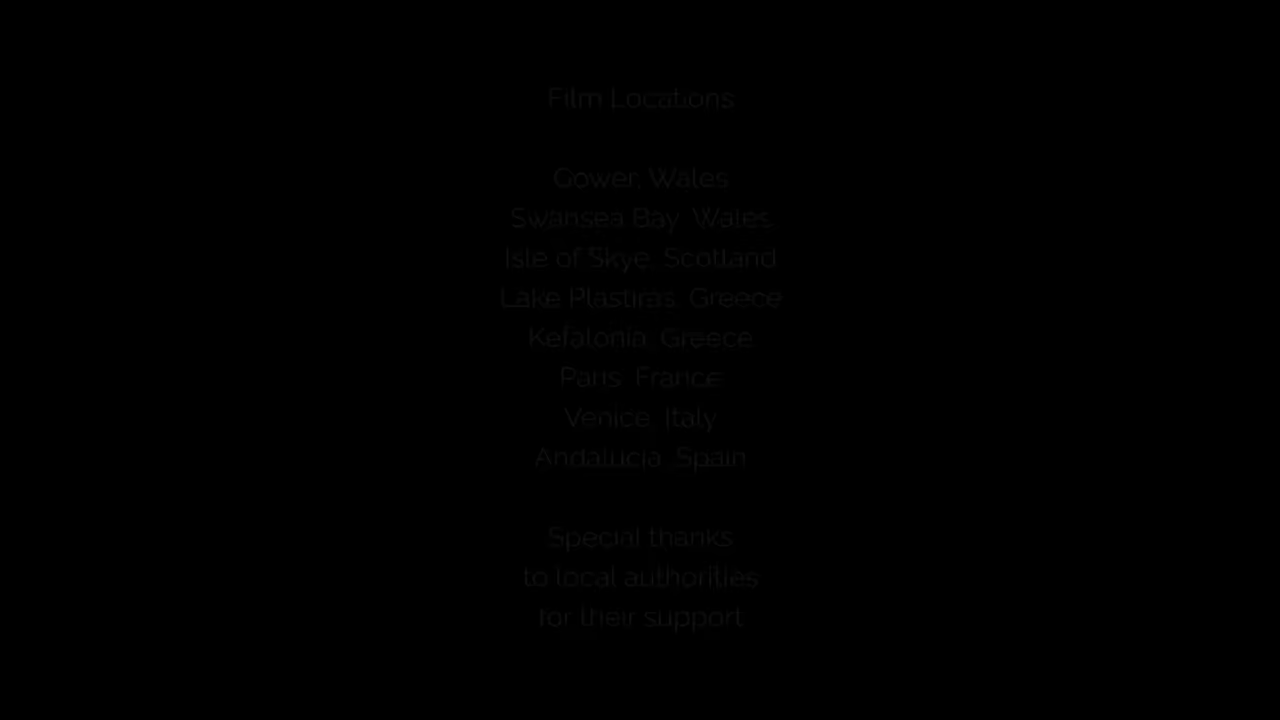 Film Locations
Gower, Wales
Swansea Bay, Wales
Isle of Skye, Scotland
Lake Plastiras, Greece
Kefalonia, Greece
Paris, France
Venice, Italy
Andalucia, Spain
Special thanks
to local authorities
for their support